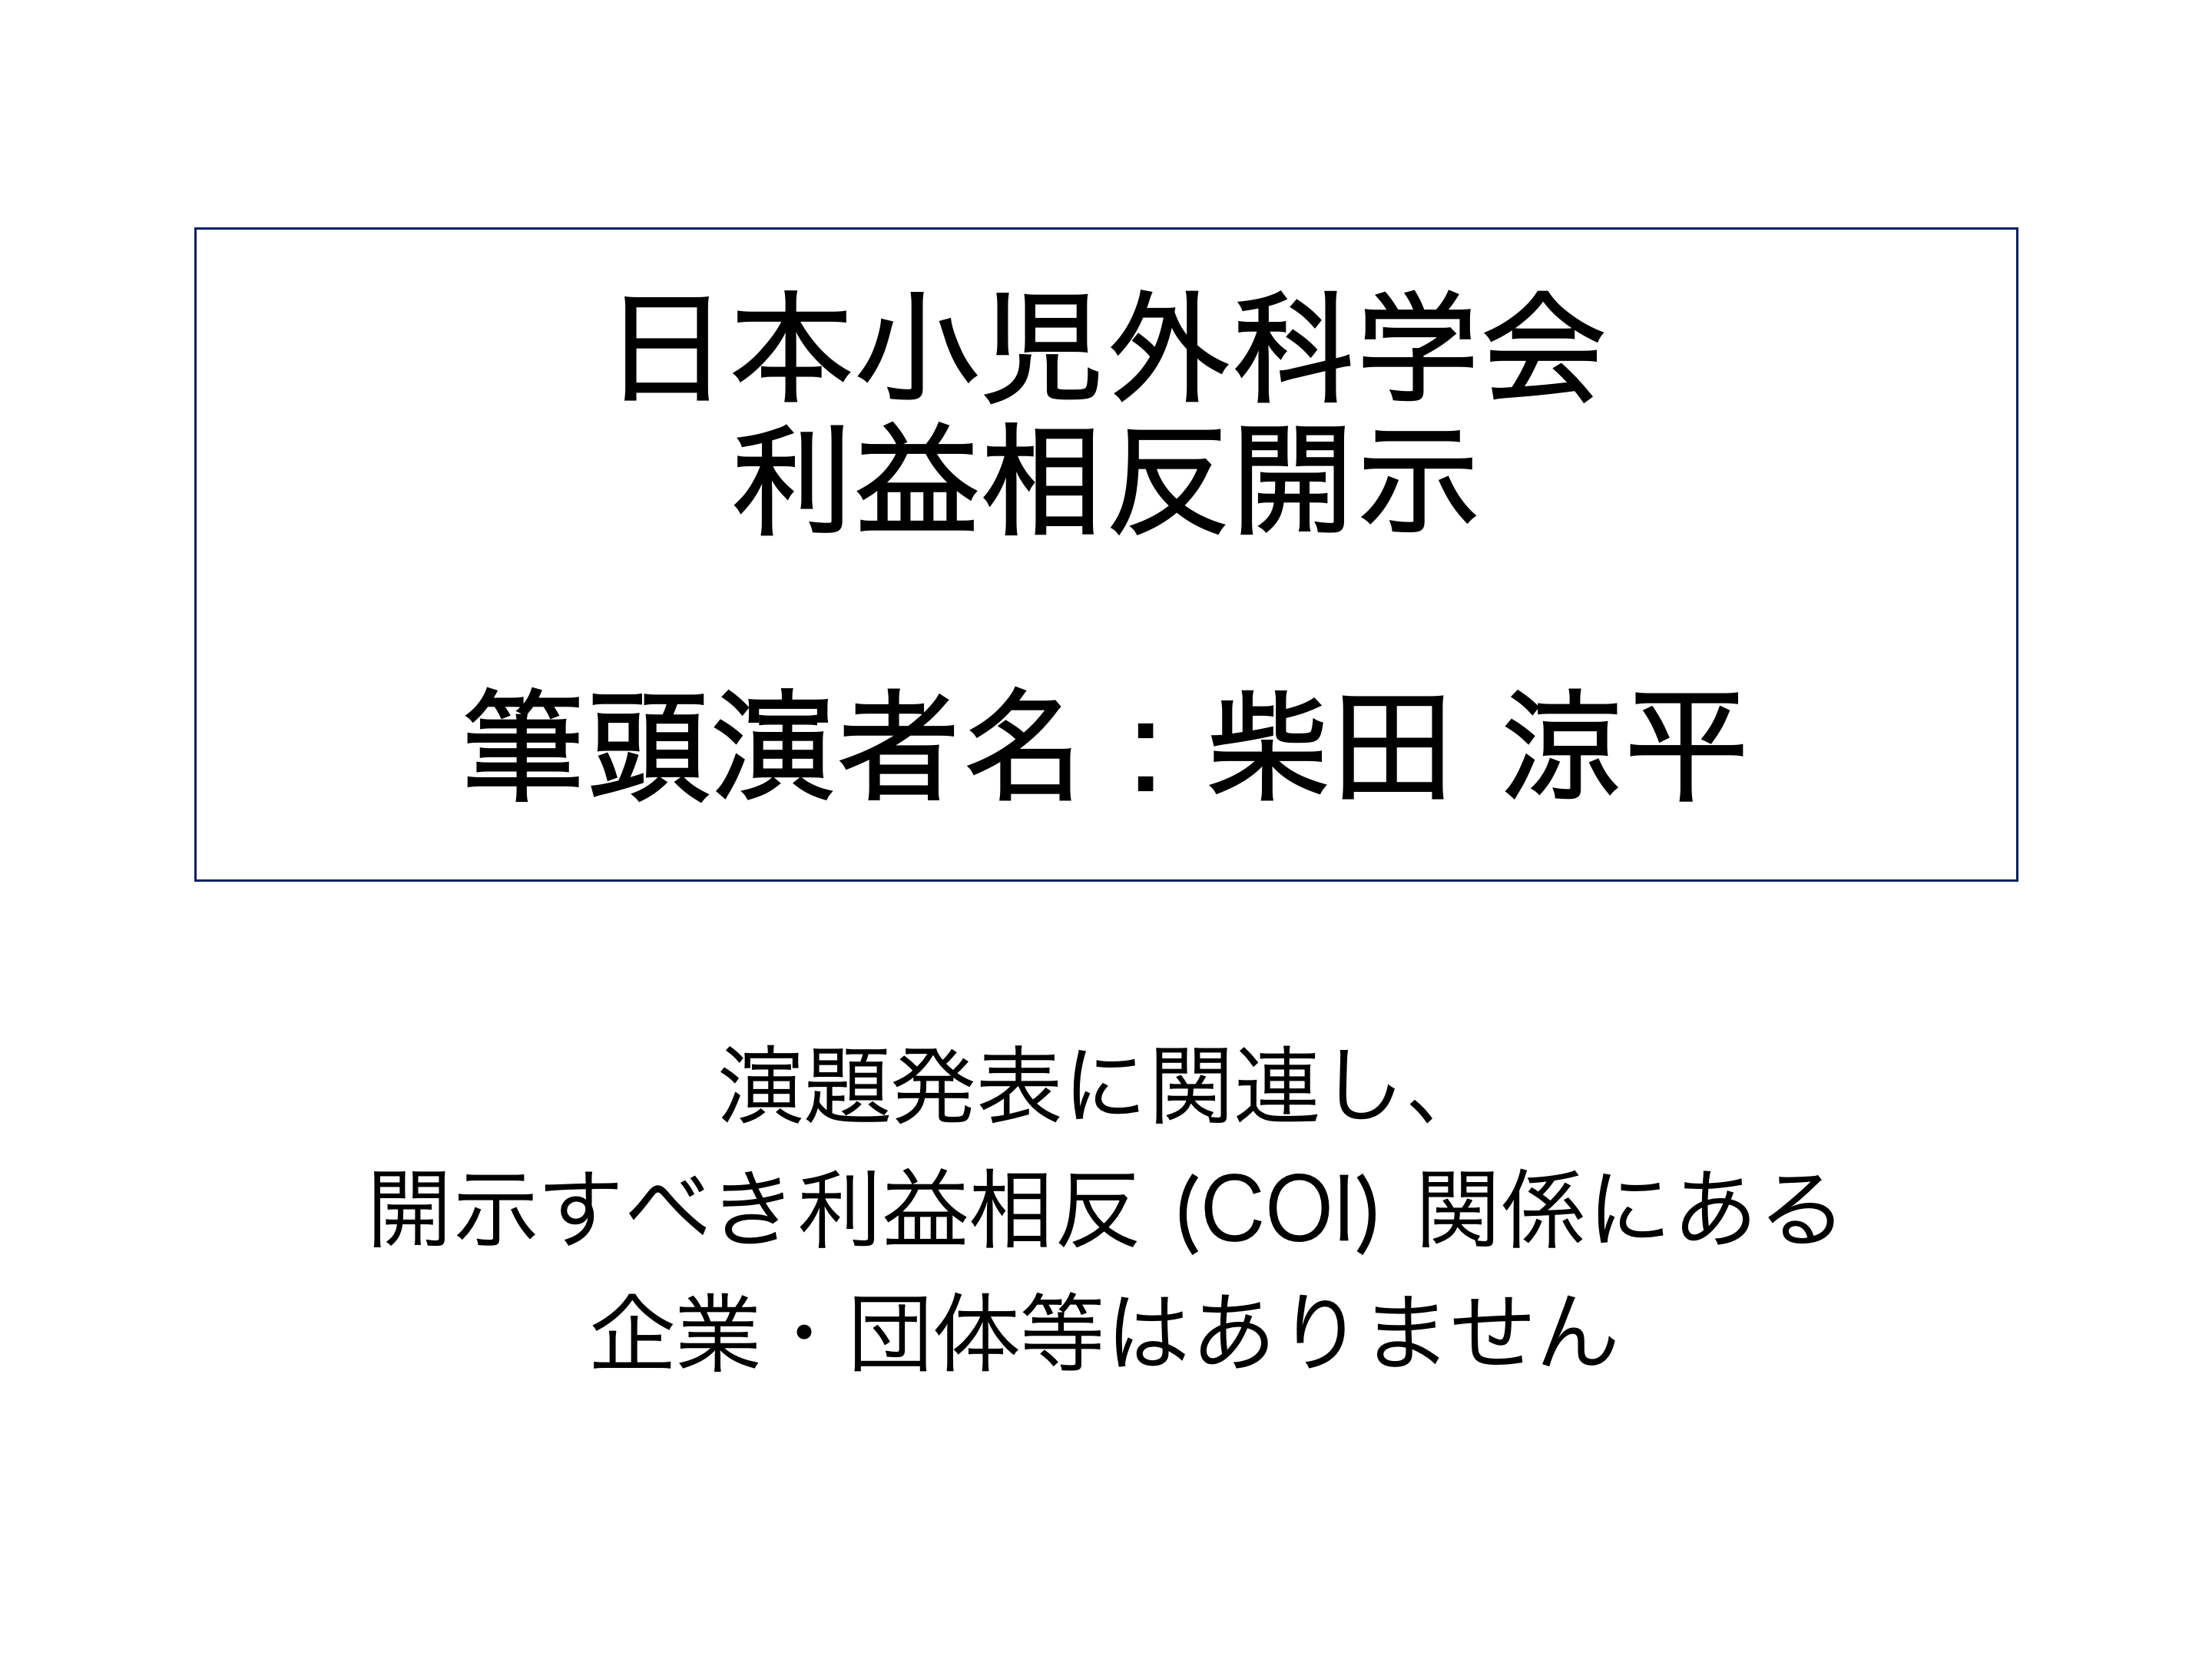 日本小児外科学会
利益相反開示
筆頭演者名：柴田 涼平
演題発表に関連し、
開示すべき利益相反 (COI) 関係にある
企業・団体等はありません